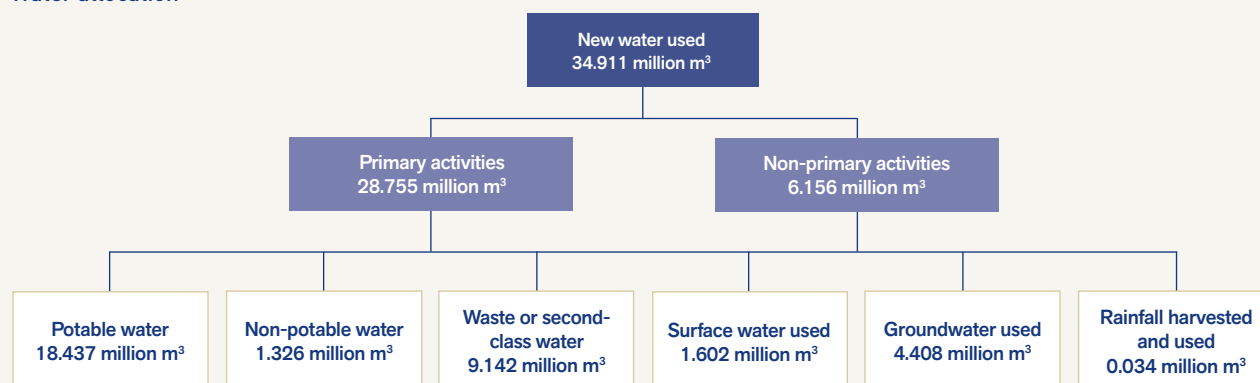 New water used
34.911 million m³
Primary activities
28.755 million m³
Non-primary activities
6.156 million m³
Potable water
18.437 million m³
Non-potable water
1.326 million m³
Waste or second-
class water
9.142 million m³
Surface water used
1.602 million m³
Groundwater used
4.408 million m³
Rainfall harvested
and used
0.034 million m³